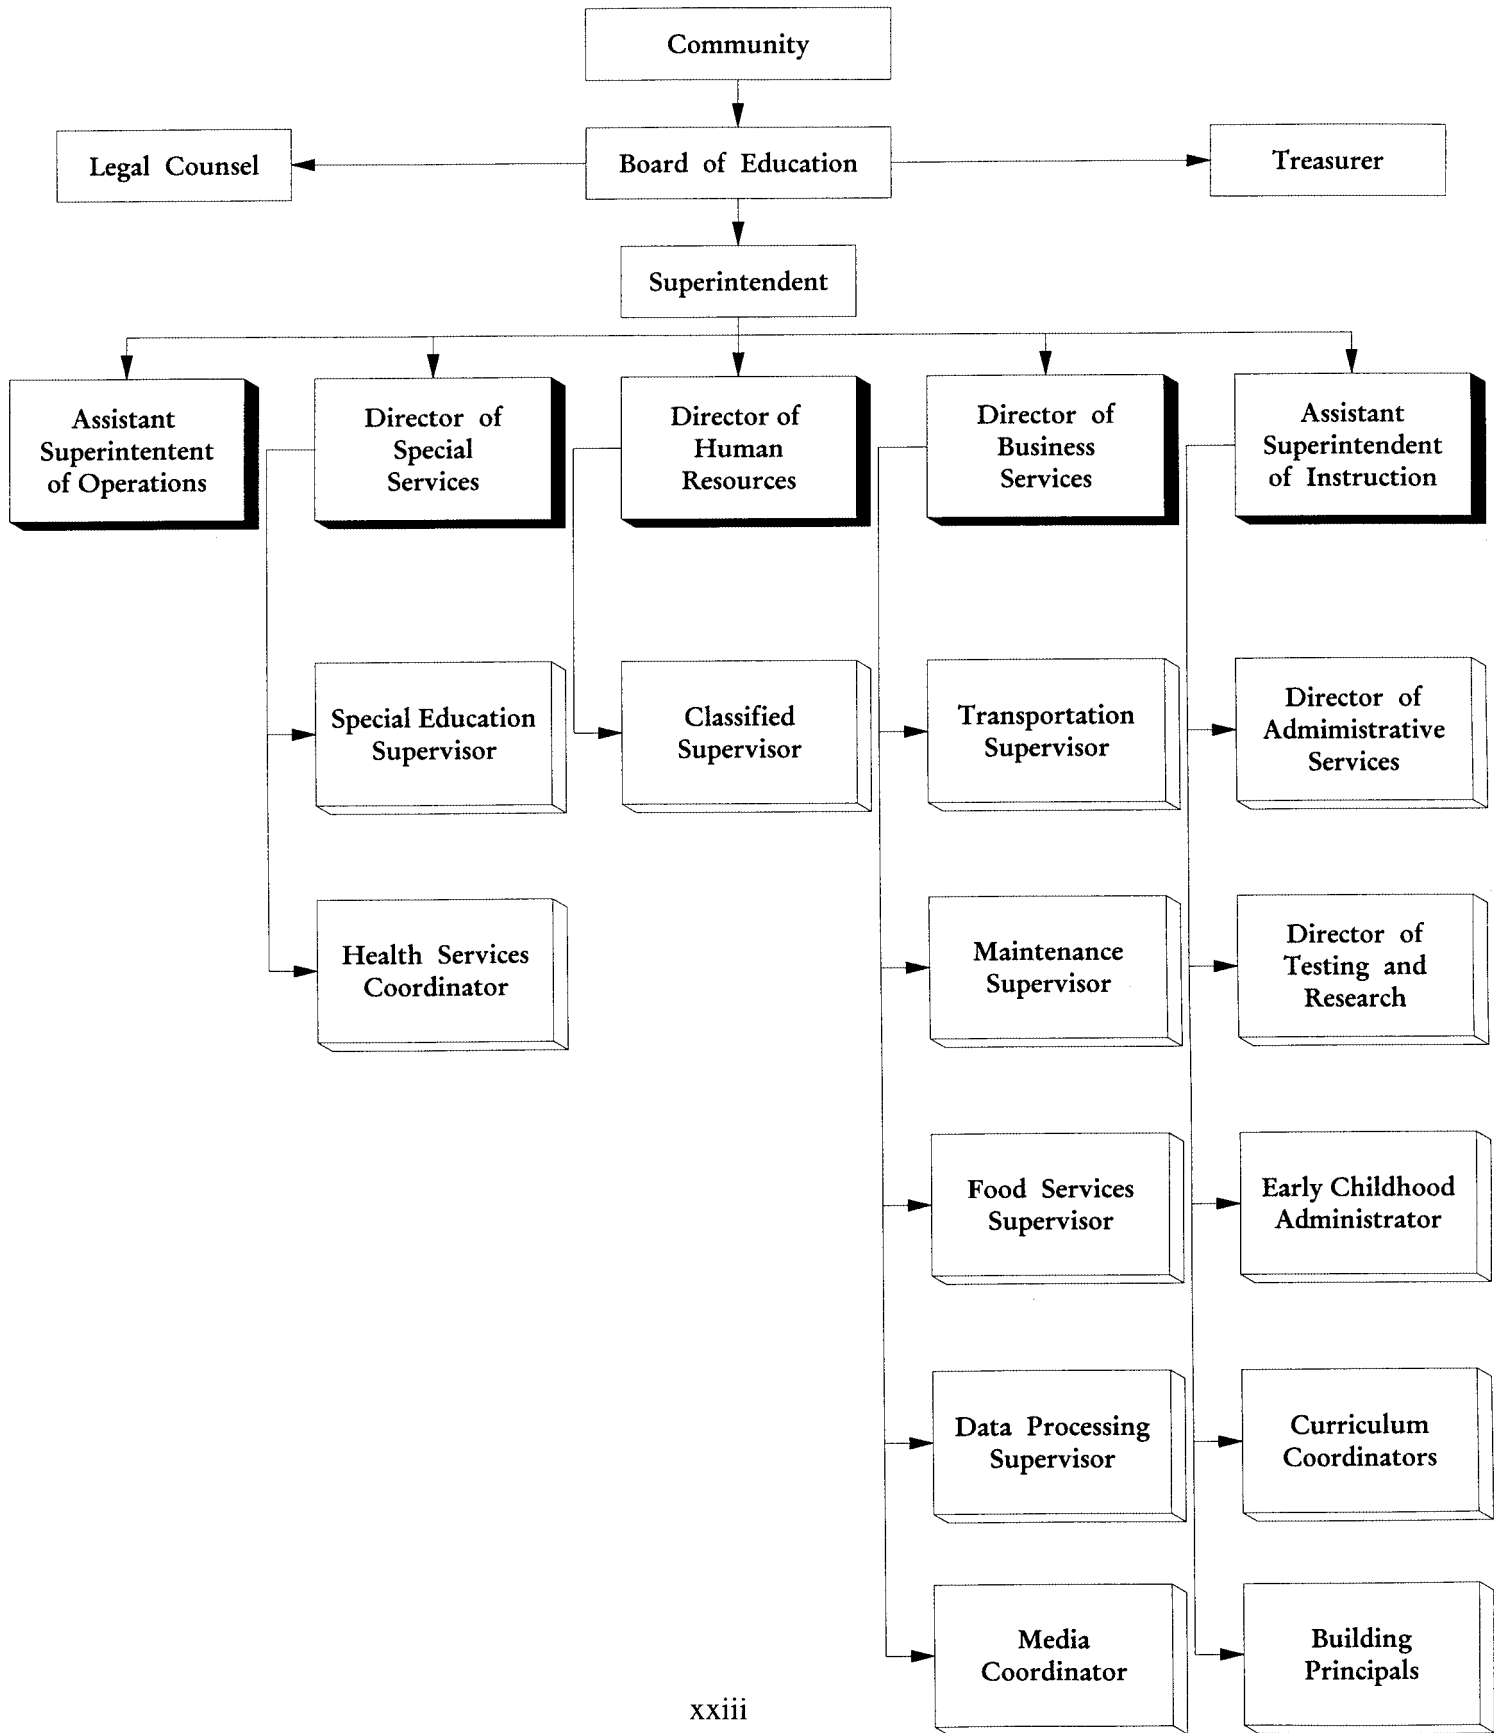 Community
Legal Counsel
Board of Education
Treasurer
Superintendent
Assistant
Superintentent
of Operations
Director of
Special
Services
Director of
Human
Resources
Director of
Business
Services
Assistant
Superintendent
of Instruction
Special Education
Supervisor
Classified
Supervisor
Transportation
Supervisor
Director of
Admimistrative
Services
Health Services
Coordinator
Maintenance
Supervisor
Director of
Testing and
Research
Food Services
Supervisor
Early Childhood
Administrator
Data Processing
Supervisor
Curriculum
Coordinators
Media
Coordinator
Building
Principals
xxiii